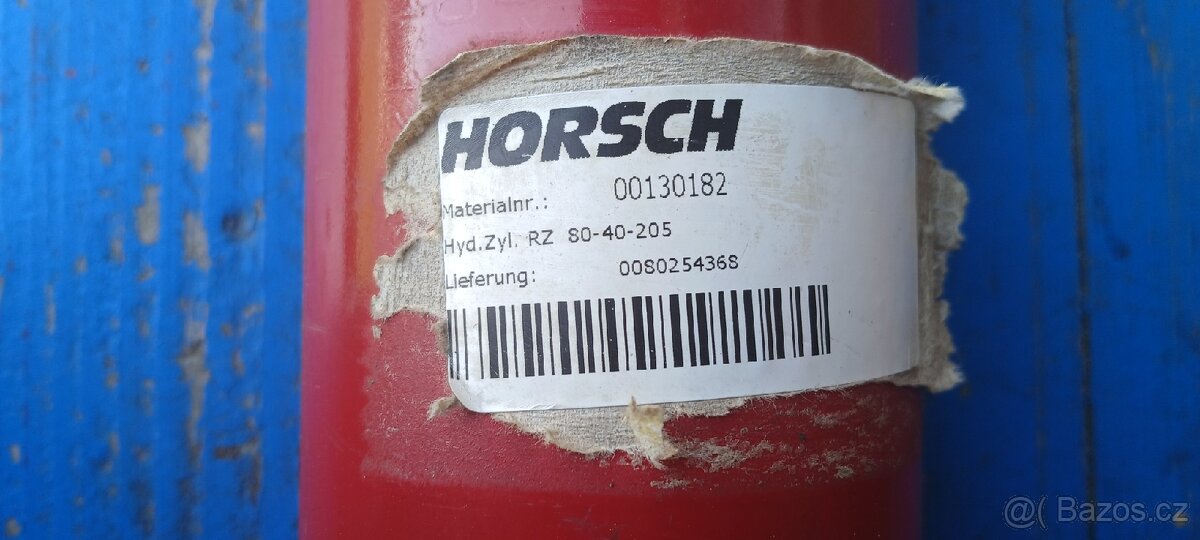 HORSCH
Materialnr.: 00130182
Hyd.Zyl. RZ 80-40-205
Lieferung: 0080254368
@( Bazos.cz